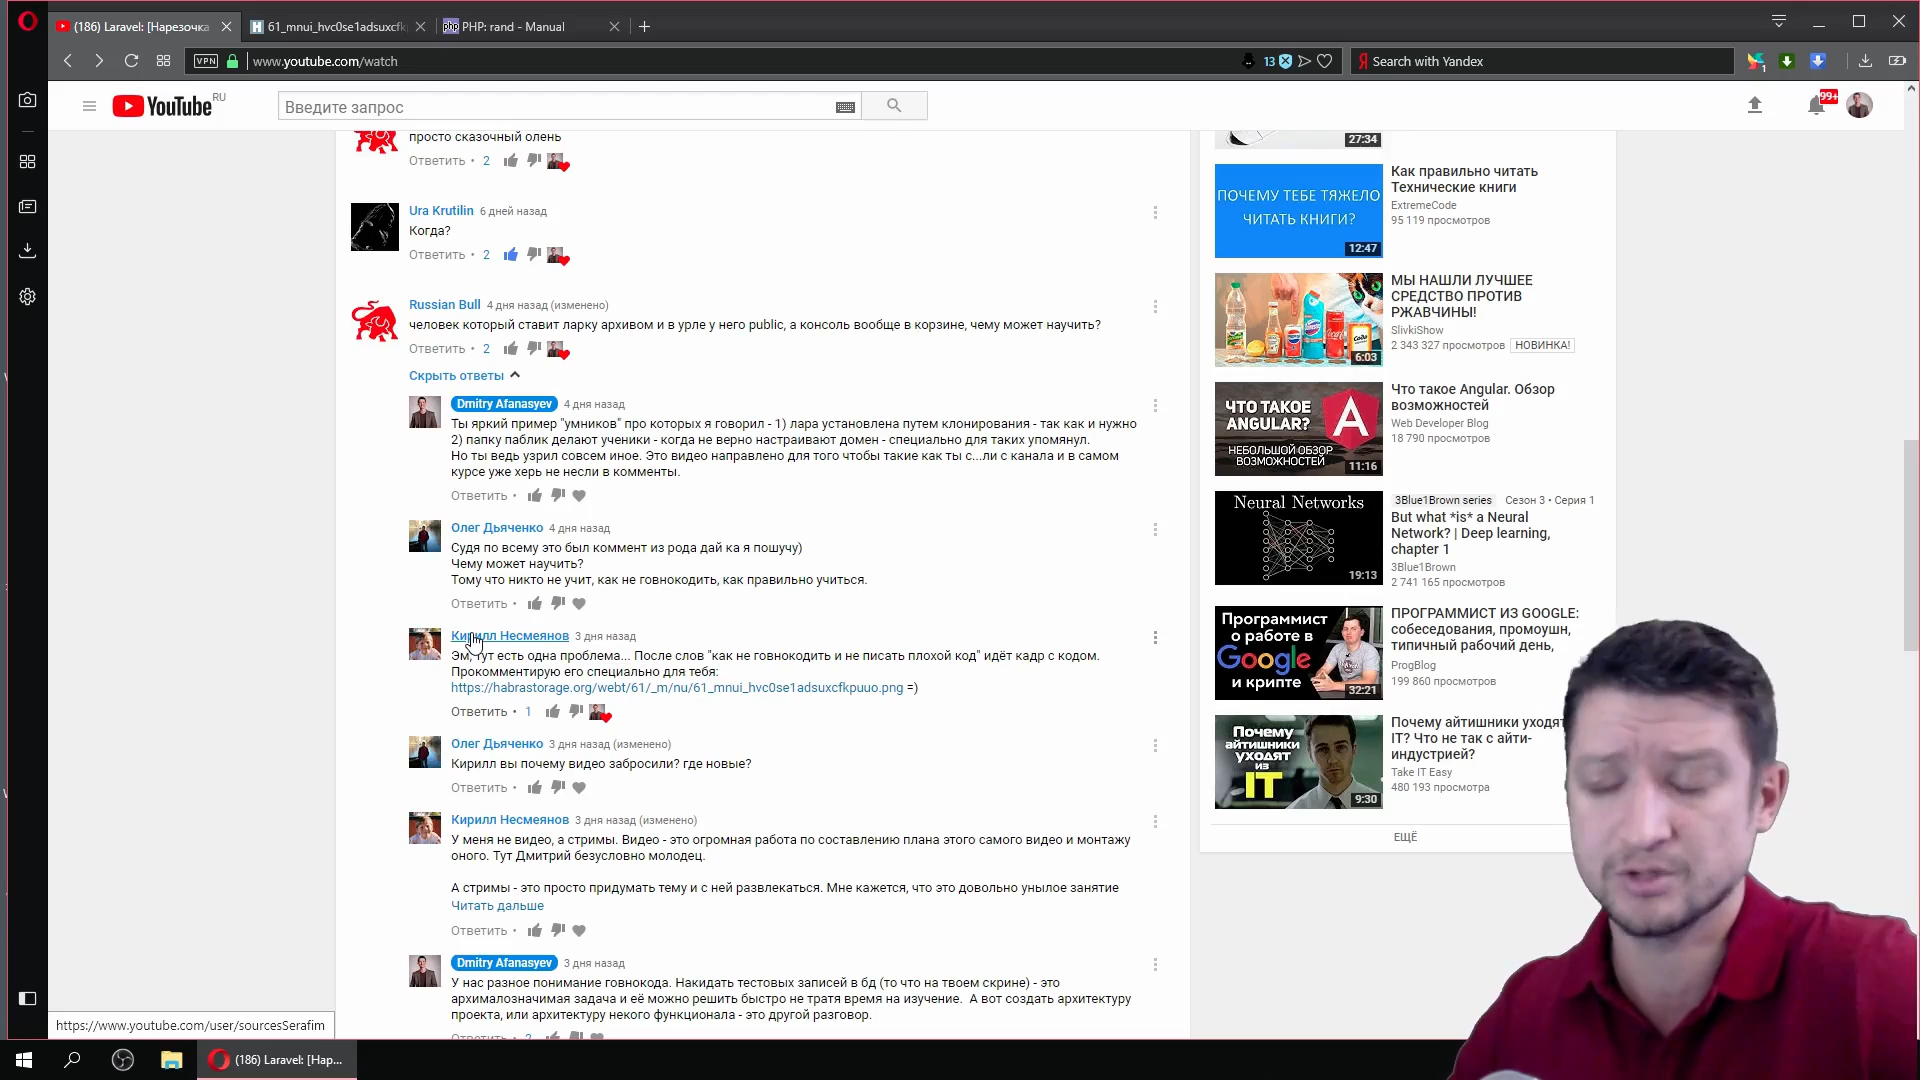 (186) Laravel: [Нарезочка
61_mnui_hvc0se1adsuxcfk
PHP: rand - Manual
VPN
www.youtube.com/watch
13
Search with Yandex
YouTube RU
Введите запрос
99+
просто сказочный олень
Ответить • 2
Ura Krutilin 6 дней назад
Когда?
Ответить • 2
Russian Bull 4 дня назад (изменено)
человек который ставит ларку архивом и в урле у него public, а консоль вообще в корзине, чему может научить?
Ответить • 2
Скрыть ответы
Dmitry Afanasyev 4 дня назад
Ты яркий пример "умников" про которых я говорил - 1) лара установлена путем клонирования - так как и нужно
2) папку паблик делают ученики - когда не верно настраивают домен - специально для таких упомянул.
Но ты ведь узрил совсем иное. Это видео направлено для того чтобы такие как ты с...ли с канала и в самом
курсе уже херь не несли в комменты.
Ответить •
Олег Дьяченко 4 дня назад
Судя по всему это был коммент из рода дай ка я пошучу)
Чему может научить?
Тому что никто не учит, как не говнокодить, как правильно учиться.
Ответить •
Кирилл Несмеянов 3 дня назад
Эм, тут есть одна проблема... После слов "как не говнокодить и не писать плохой код" идёт кадр с кодом.
Прокомментирую его специально для тебя:
https://habrastorage.org/webt/61/_m/nu/61_mnui_hvc0se1adsuxcfkpuuo.png =)
Ответить • 1
Олег Дьяченко 3 дня назад (изменено)
Кирилл вы почему видео забросили? где новые?
Ответить •
Кирилл Несмеянов 3 дня назад (изменено)
У меня не видео, а стримы. Видео - это огромная работа по составлению плана этого самого видео и монтажу
оного. Тут Дмитрий безусловно молодец.
А стримы - это просто придумать тему и с ней развлекаться. Мне кажется, что это довольно унылое занятие
Читать дальше
Ответить •
Dmitry Afanasyev 3 дня назад
У нас разное понимание говнокода. Накидать тестовых записей в бд (то что на твоем скрине) - это
архималозначимая задача и её можно решить быстро не тратя время на изучение. А вот создать архитектуру
проекта, или архитектуру некого функционала - это другой разговор.
27:34
ПОЧЕМУ ТЕБЕ ТЯЖЕЛО
ЧИТАТЬ КНИГИ?
12:47
Как правильно читать
Технические книги
ExtremeCode
95 119 просмотров
6:03
МЫ НАШЛИ ЛУЧШЕЕ
СРЕДСТВО ПРОТИВ
РЖАВЧИНЫ!
SlivkiShow
2 343 327 просмотров НОВИНКА!
ЧТО ТАКОЕ
ANGULAR?
НЕБОЛЬШОЙ ОБЗОР
ВОЗМОЖНОСТЕЙ
A
11:16
Что такое Angular. Обзор
возможностей
Web Developer Blog
18 790 просмотров
Neural Networks
19:13
3Blue1Brown series Сезон 3 • Серия 1
But what *is* a Neural
Network? | Deep learning,
chapter 1
3Blue1Brown
2 741 165 просмотров
Программист
о работе в
Google
и крипте
32:21
ПРОГРАММИСТ ИЗ GOOGLE:
собеседования, промоушн,
типичный рабочий день,
ProgBlog
199 860 просмотров
Почему
айтишники
уходят
из
IT
9:30
Почему айтишники уходят
IT? Что не так с айти-
индустрией?
Take IT Easy
480 193 просмотра
ЕЩЁ
https://www.youtube.com/user/sourcesSerafim
(186) Laravel: [Нар...